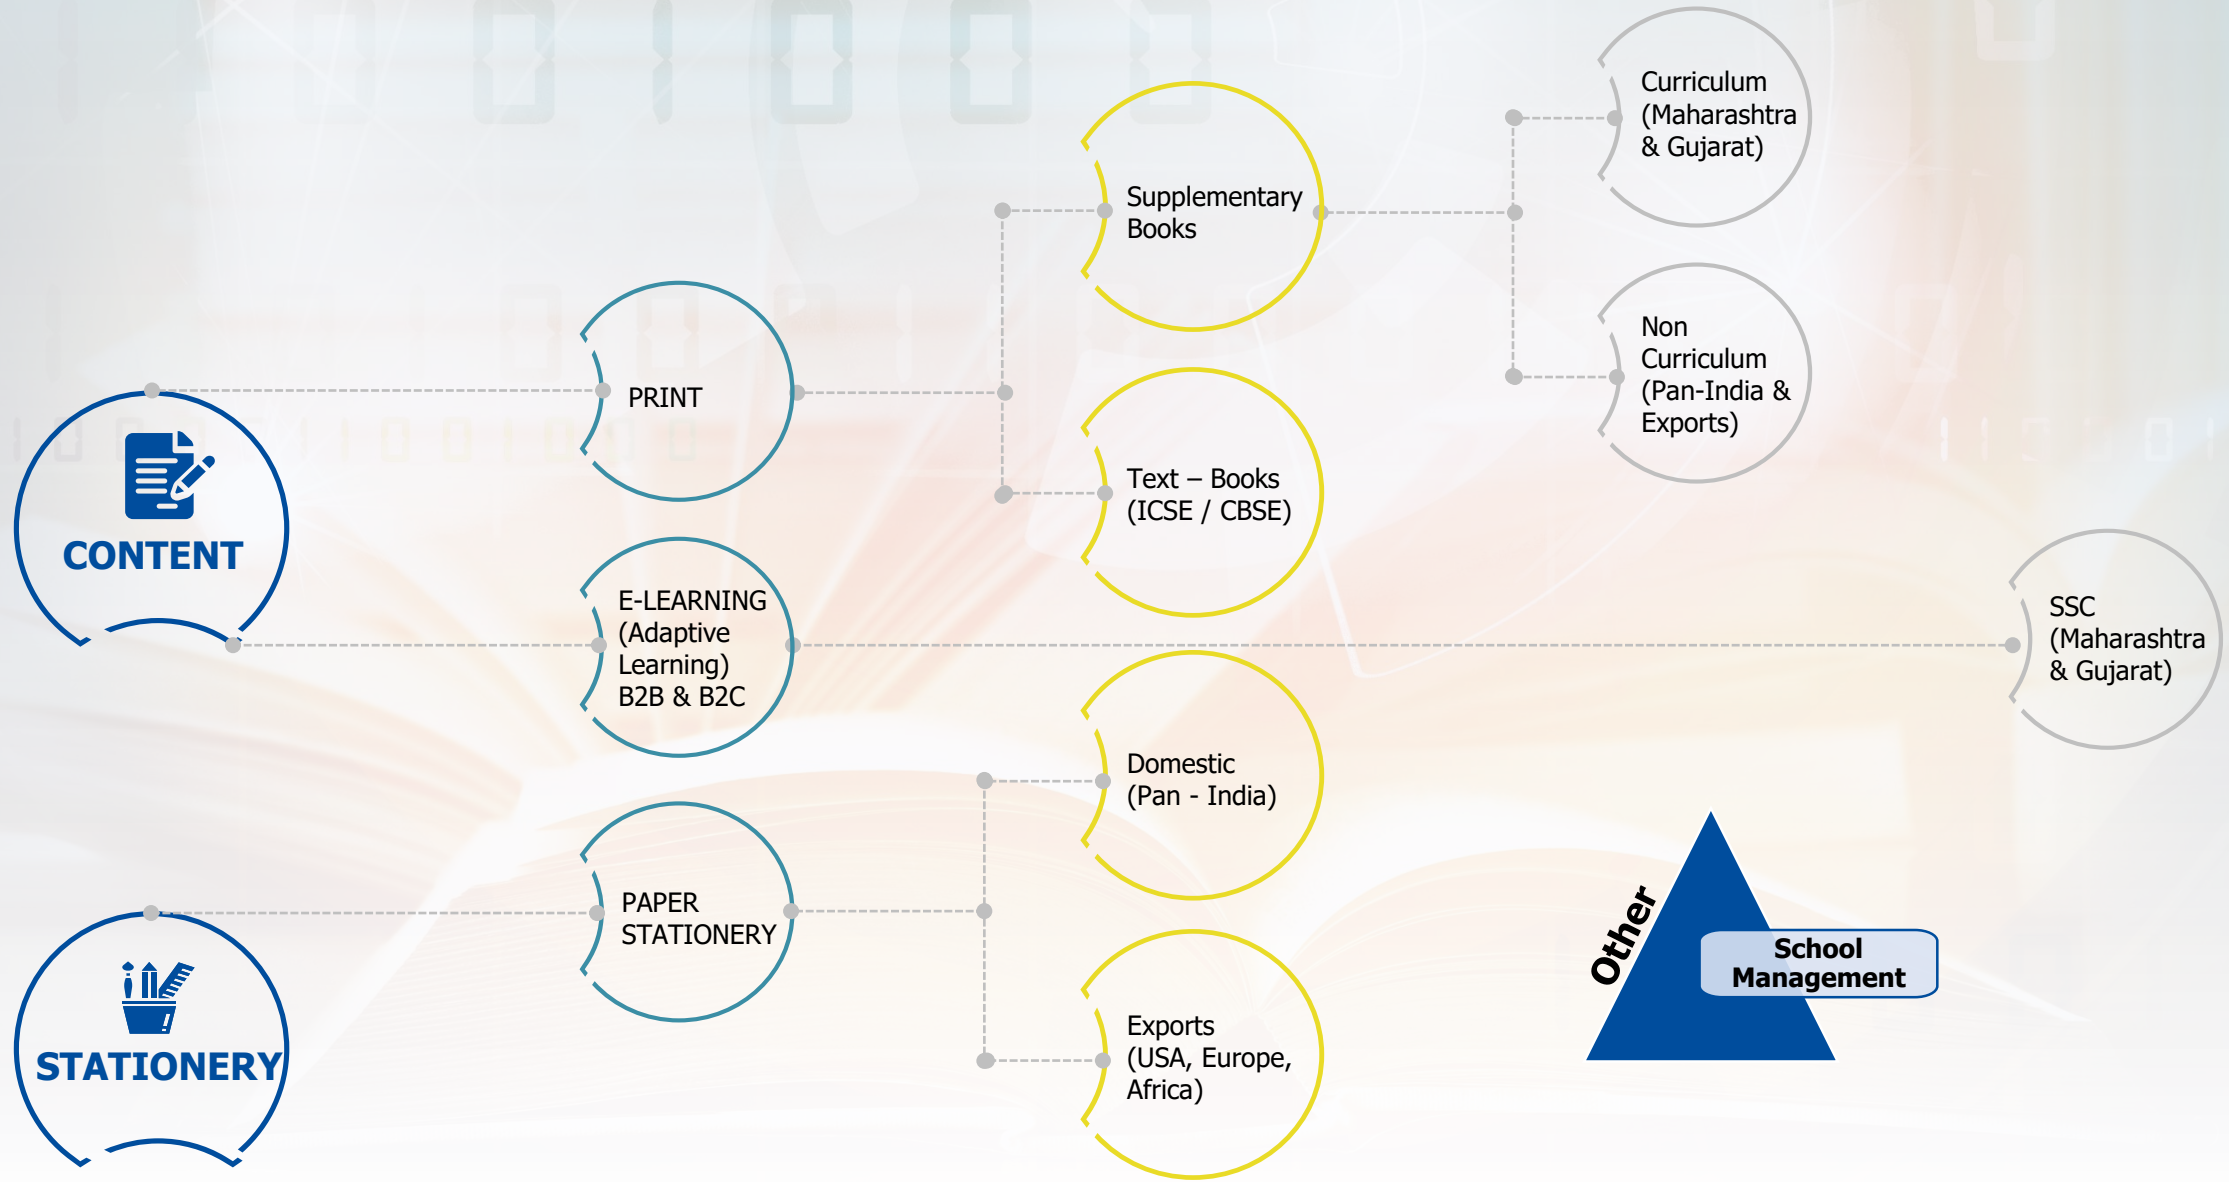 CONTENT
PRINT
Supplementary
Books
Curriculum
(Maharashtra
& Gujarat)
Non
Curriculum
(Pan-India &
Exports)
Text – Books
(ICSE / CBSE)
E-LEARNING
(Adaptive
Learning)
B2B & B2C
SSC
(Maharashtra
& Gujarat)
STATIONERY
PAPER
STATIONERY
Domestic
(Pan - India)
Exports
(USA, Europe,
Africa)
Other
School
Management